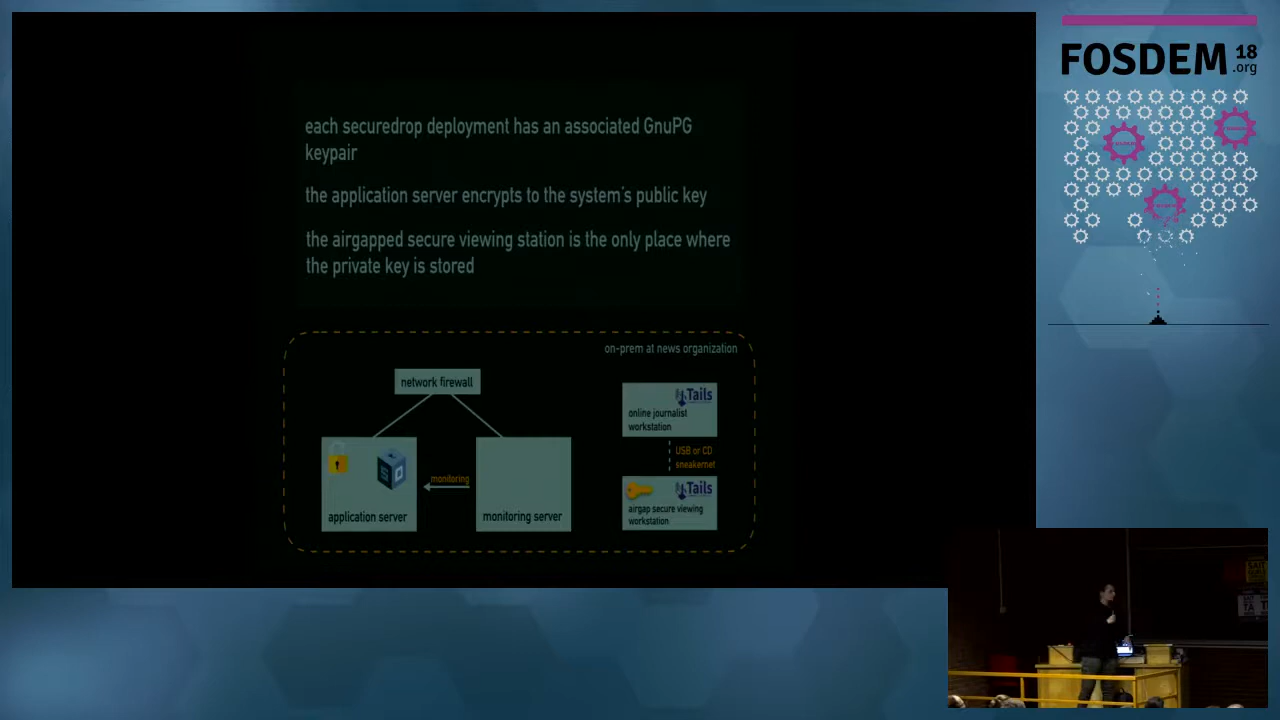 each securedrop deployment has an associated GnuPG
keypair
the application server encrypts to the system's public key
the airgapped secure viewing station is the only place where
the private key is stored
on-prem at news organization
network firewall
Tails
online journalist
workstation
USB or CD
sneakernet
monitoring
SD
application server
monitoring server
Tails
airgap secure viewing
workstation
FOSDEM 18
.org